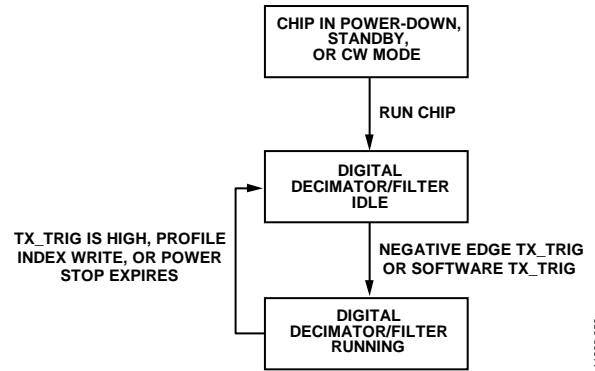 CHIP IN POWER-DOWN,
STANDBY,
OR CW MODE
RUN CHIP
DIGITAL
DECIMATOR/FILTER
IDLE
TX_TRIG IS HIGH, PROFILE
INDEX WRITE, OR POWER
STOP EXPIRES
NEGATIVE EDGE TX_TRIG
OR SOFTWARE TX_TRIG
DIGITAL
DECIMATOR/FILTER
RUNNING